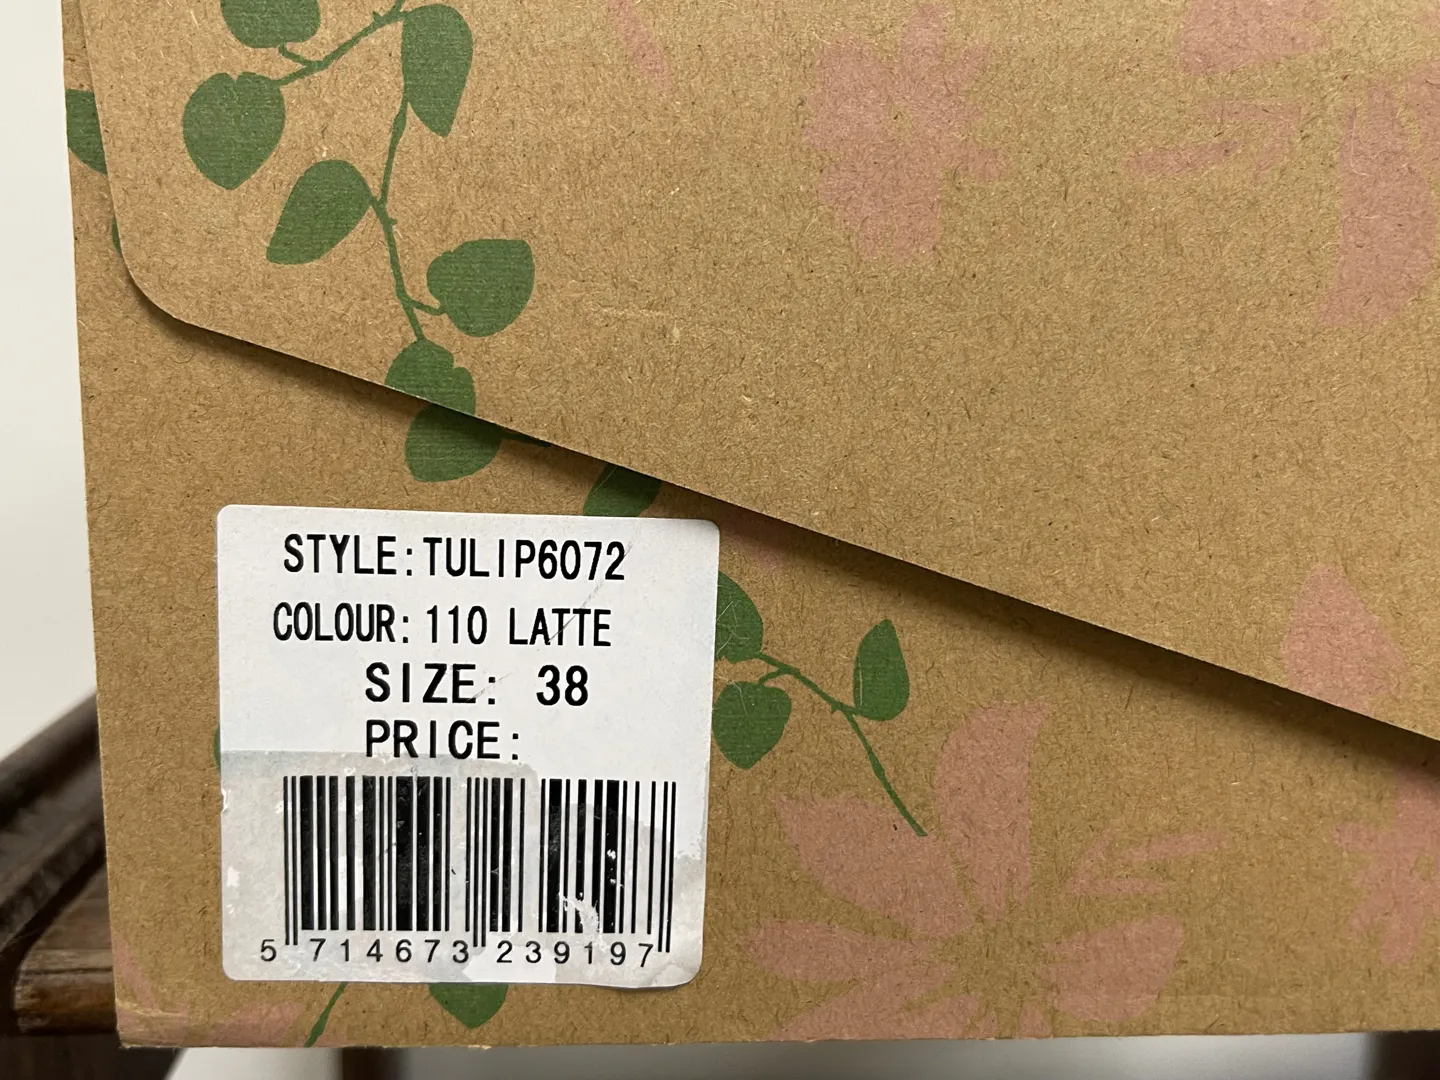 STYLE:TULIP6072
COLOUR: 110 LATTE
SIZE: 38
PRICE:
5 714673 239197